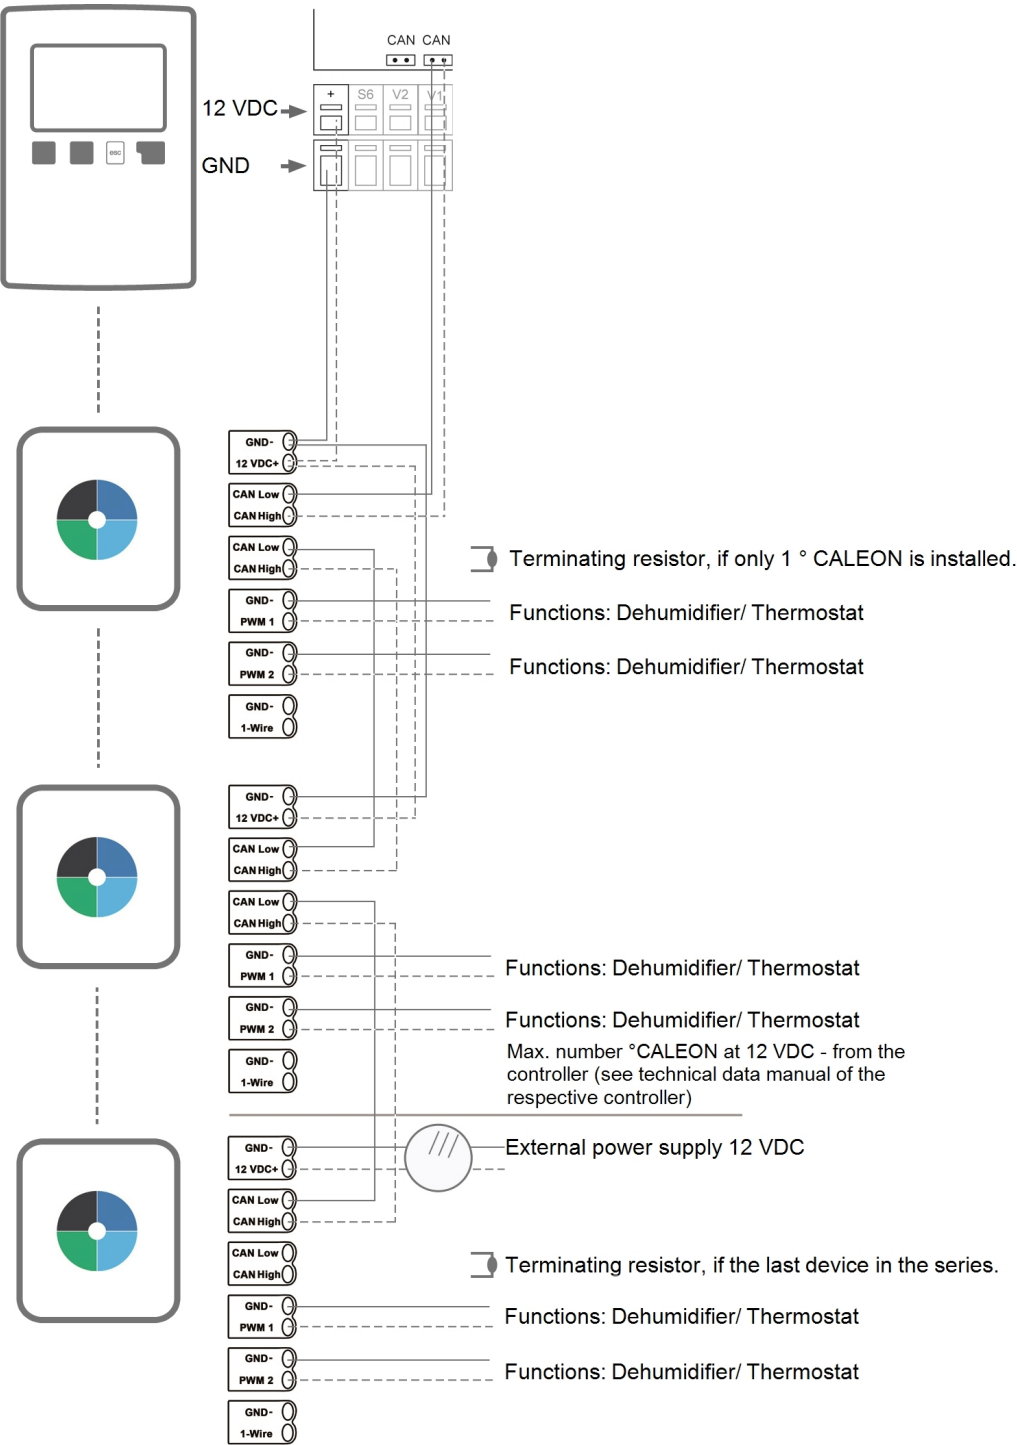 CAN CAN
+ S6 V2 V1
12 VDC
esc
GND
GND-
12 VDC+
CAN Low
CAN High
CAN Low
CAN High
Terminating resistor, if only 1 ° CALEON is installed.
GND-
PWM 1
Functions: Dehumidifier/ Thermostat
GND-
PWM 2
Functions: Dehumidifier/ Thermostat
GND-
1-Wire
GND-
12 VDC+
CAN Low
CAN High
CAN Low
CAN High
GND-
PWM 1
Functions: Dehumidifier/ Thermostat
GND-
PWM 2
Functions: Dehumidifier/ Thermostat
Max. number °CALEON at 12 VDC - from the
controller (see technical data manual of the
respective controller)
GND-
1-Wire
GND-
12 VDC+
External power supply 12 VDC
CAN Low
CAN High
CAN Low
CAN High
Terminating resistor, if the last device in the series.
GND-
PWM 1
Functions: Dehumidifier/ Thermostat
GND-
PWM 2
Functions: Dehumidifier/ Thermostat
GND-
1-Wire